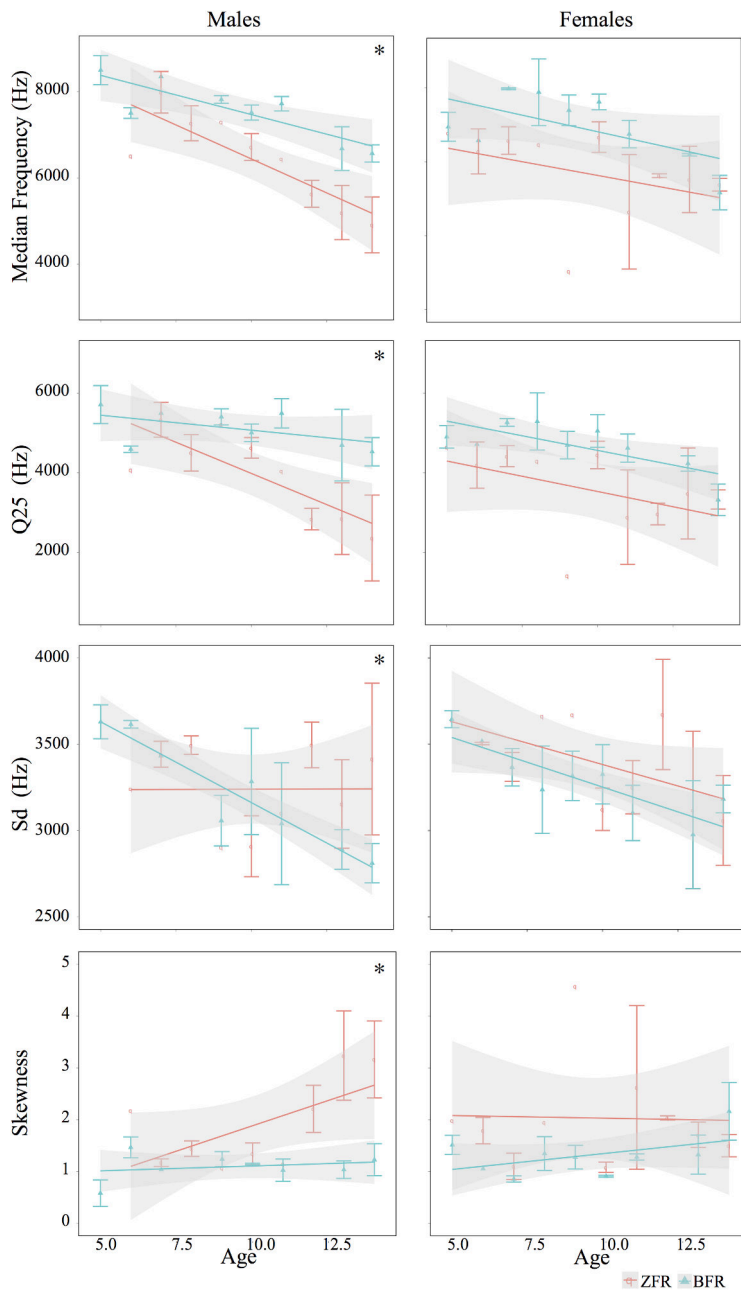 Males Females
*
Median Frequency (Hz)
8000
6000
4000
*
Q25 (Hz)
6000
4000
2000
*
Sd (Hz)
4000
3500
3000
2500
*
Skewness
5
4
3
2
1
0
5.0 7.5 10.0 12.5 5.0 7.5 10.0 12.5
Age Age
ZFR BFR